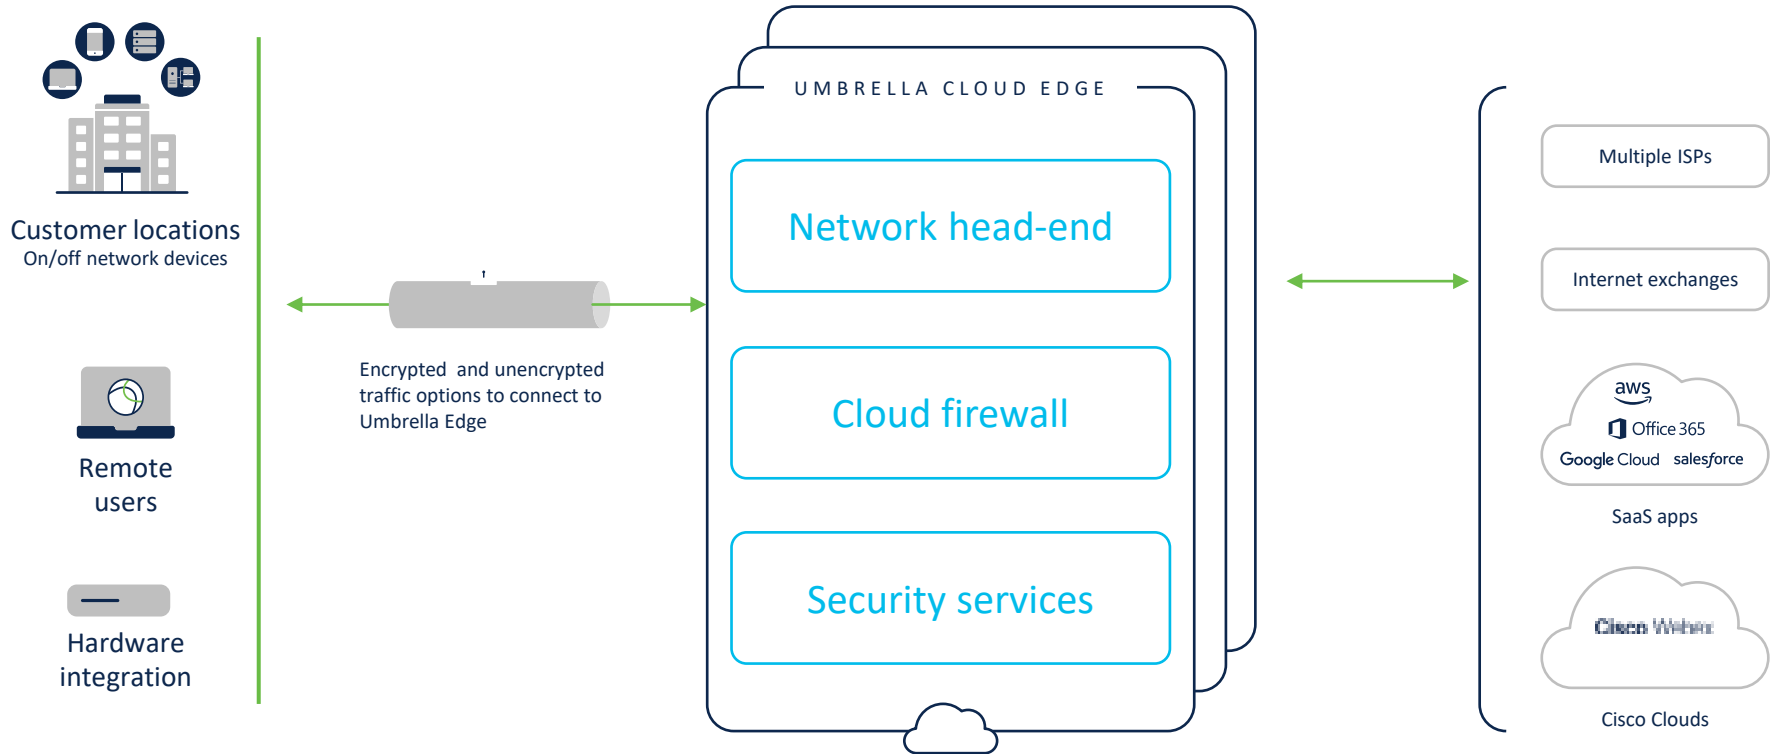 Customer locations
On/off network devices
Remote
users
Hardware
integration
Encrypted and unencrypted
traffic options to connect to
Umbrella Edge
UMBRELLA CLOUD EDGE
Network head-end
Cloud firewall
Security services
Multiple ISPs
Internet exchanges
aws
Office 365
Google Cloud salesforce
SaaS apps
Cisco Webex
Cisco Clouds